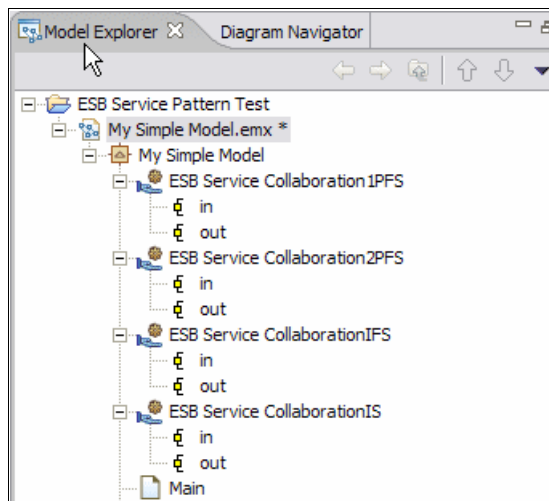 Model Explorer Diagram Navigator
ESB Service Pattern Test
My Simple Model.emx *
My Simple Model
ESB Service Collaboration1PFS
in
out
ESB Service Collaboration2PFS
in
out
ESB Service CollaborationIFS
in
out
ESB Service CollaborationIS
in
out
Main